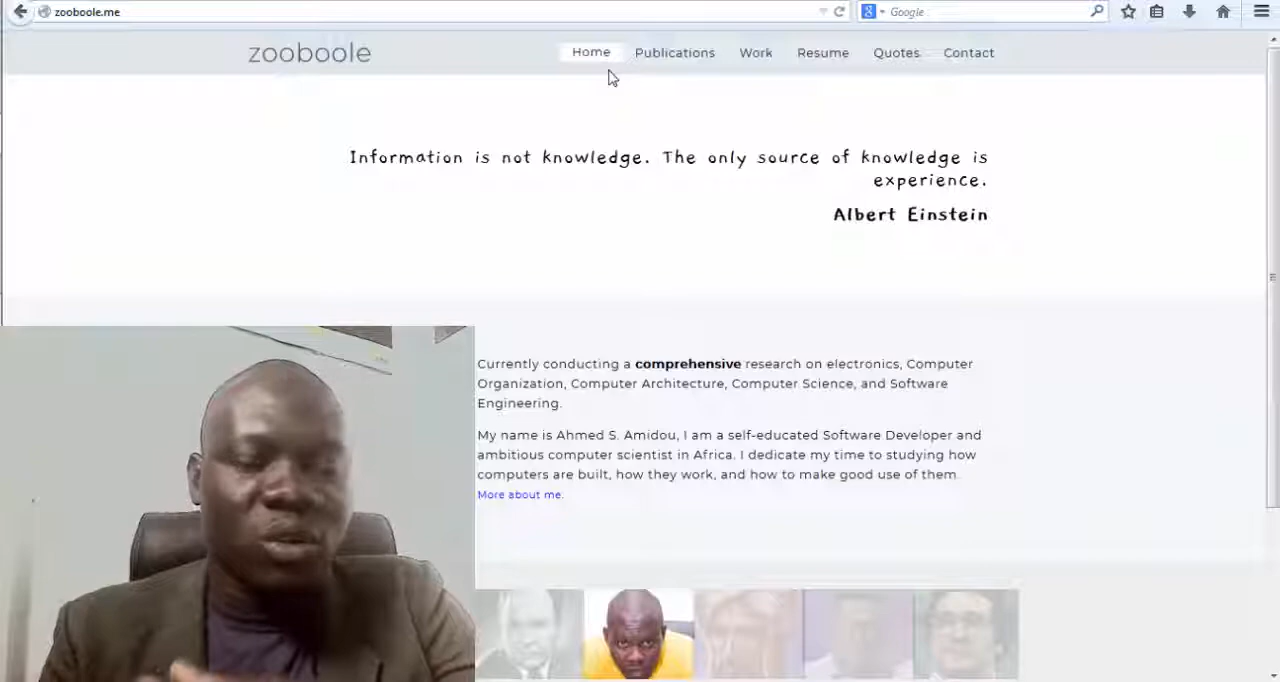 zooboole.me
Google
zooboole
Home Publications Work Resume Quotes Contact
Information is not knowledge. The only source of knowledge is
experience.
Albert Einstein
Currently conducting a comprehensive research on electronics, Computer
Organization, Computer Architecture, Computer Science, and Software
Engineering.
My name is Ahmed S. Amidou, I am a self-educated Software Developer and
ambitious computer scientist in Africa. I dedicate my time to studying how
computers are built, how they work, and how to make good use of them.
More about me.